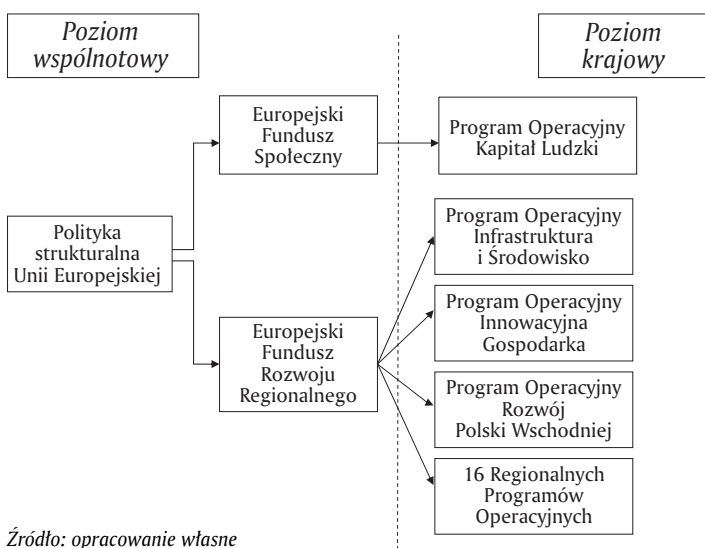 Poziom
wspólnotowy
Poziom
krajowy
Europejski
Fundusz
Społeczny
Program Operacyjny
Kapitał Ludzki
Polityka
strukturalna
Unii Europejskiej
Program Operacyjny
Infrastruktura
i Środowisko
Program Operacyjny
Innowacyjna
Gospodarka
Europejski
Fundusz
Rozwoju
Regionalnego
Program Operacyjny
Rozwój
Polski Wschodniej
16 Regionalnych
Programów
Operacyjnych
Źródło: opracowanie własne